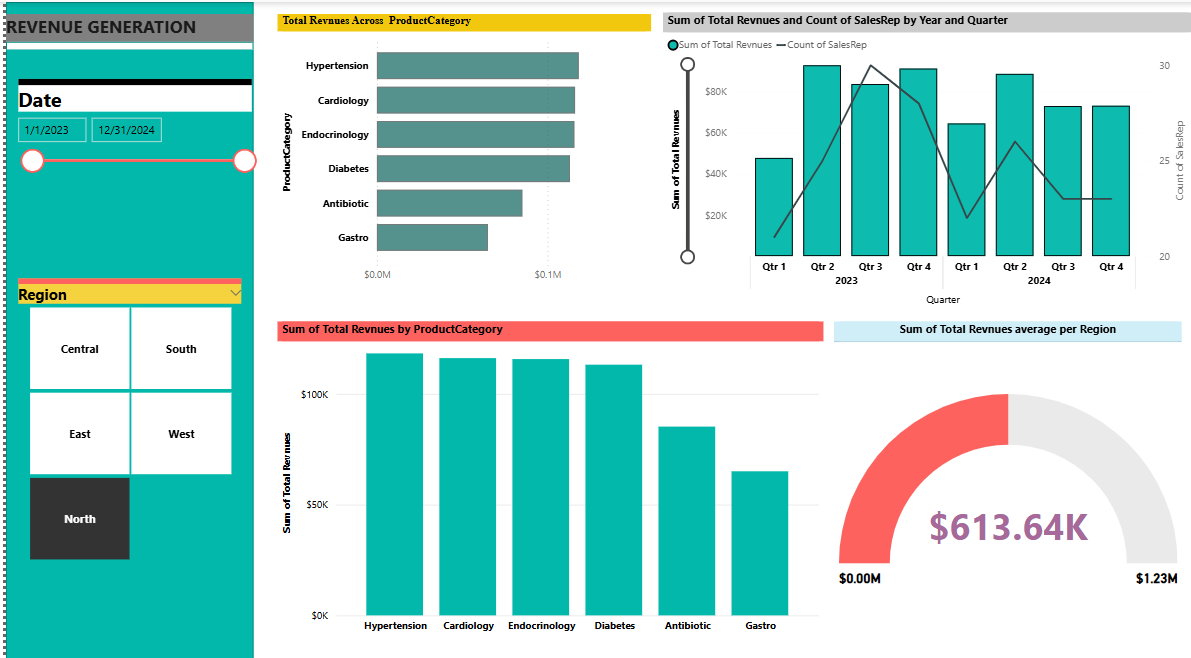 REVENUE GENERATION
Date
1/1/2023 12/31/2024
Region
Central South
East West
North
Total Revnues Across ProductCategory
ProductCategory
Hypertension
Cardiology
Endocrinology
Diabetes
Antibiotic
Gastro
$0.0M $0.1M
Sum of Total Revnues and Count of SalesRep by Year and Quarter
Sum of Total Revnues Count of SalesRep
Sum of Total Revnues
$80K
$60K
$40K
$20K
30
25
20
Count of SalesRep
Qtr 1 Qtr 2 Qtr 3 Qtr 4 Qtr 1 Qtr 2 Qtr 3 Qtr 4
2023 2024
Quarter
Sum of Total Revnues by ProductCategory
Sum of Total Revnues
$100K
$50K
$0K
Hypertension Cardiology Endocrinology Diabetes Antibiotic Gastro
Sum of Total Revnues average per Region
$613.64K
$0.00M $1.23M